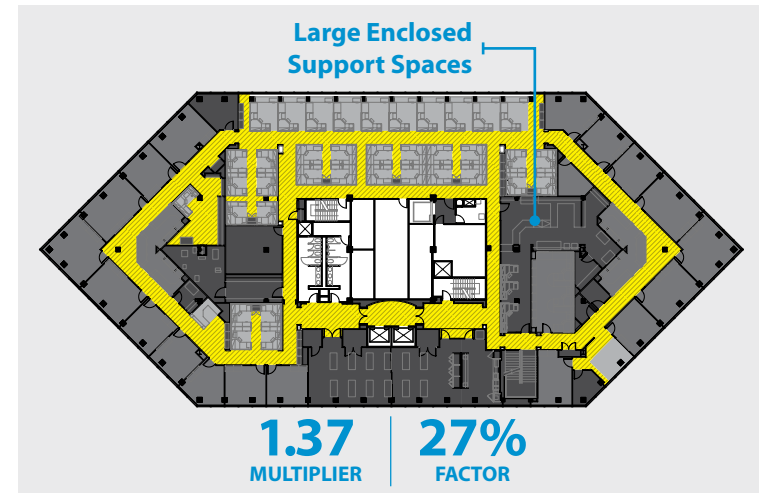 Large Enclosed
Support Spaces
1.37
MULTIPLIER
27%
FACTOR